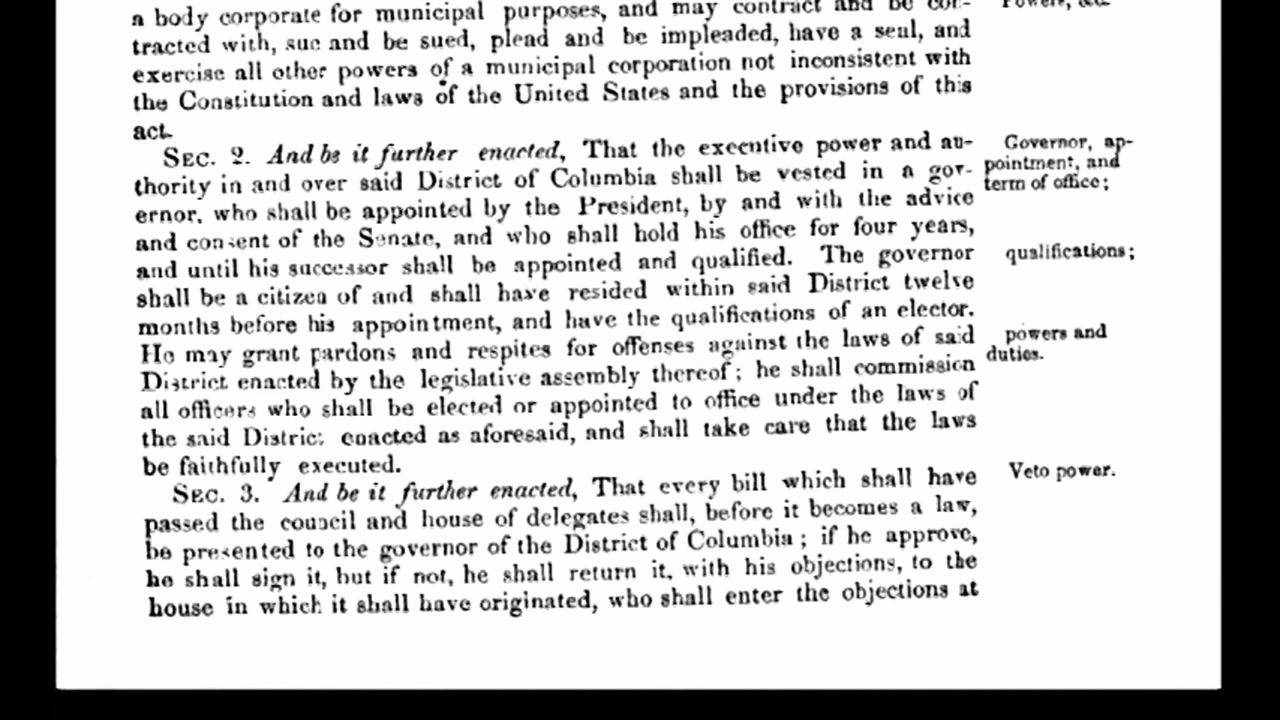 a body corporate for municipal purposes, and may contract and be con-
tracted with, sue and be sued, plead and be impleaded, have a seal, and
exercise all other powers of a municipal corporation not inconsistent with
the Constitution and laws of the United States and the provisions of this
act.
SEC. 2. And be it further enacted, That the executive power and au-
thority in and over said District of Columbia shall be vested in a gov-
ernor, who shall be appointed by the President, by and with the advice
and consent of the Senate, and who shall hold his office for four years,
and until his successor shall be appointed and qualified. The governor
shall be a citizen of and shall have resided within said District twelve
months before his appointment, and have the qualifications of an elector.
He may grant pardons and respites for offenses against the laws of said
District enacted by the legislative assembly thereof; he shall commission
all officers who shall be elected or appointed to office under the laws of
the said District enacted as aforesaid, and shall take care that the laws
be faithfully executed.
SEC. 3. And be it further enacted, That every bill which shall have
passed the council and house of delegates shall, before it becomes a law,
be presented to the governor of the District of Columbia; if he approve,
he shall sign it, but if not, he shall return it, with his objections, to the
house in which it shall have originated, who shall enter the objections at
Powers, &c.
Governor, ap-
pointment, and
term of office;
qualifications;
powers and
duties.
Veto power.